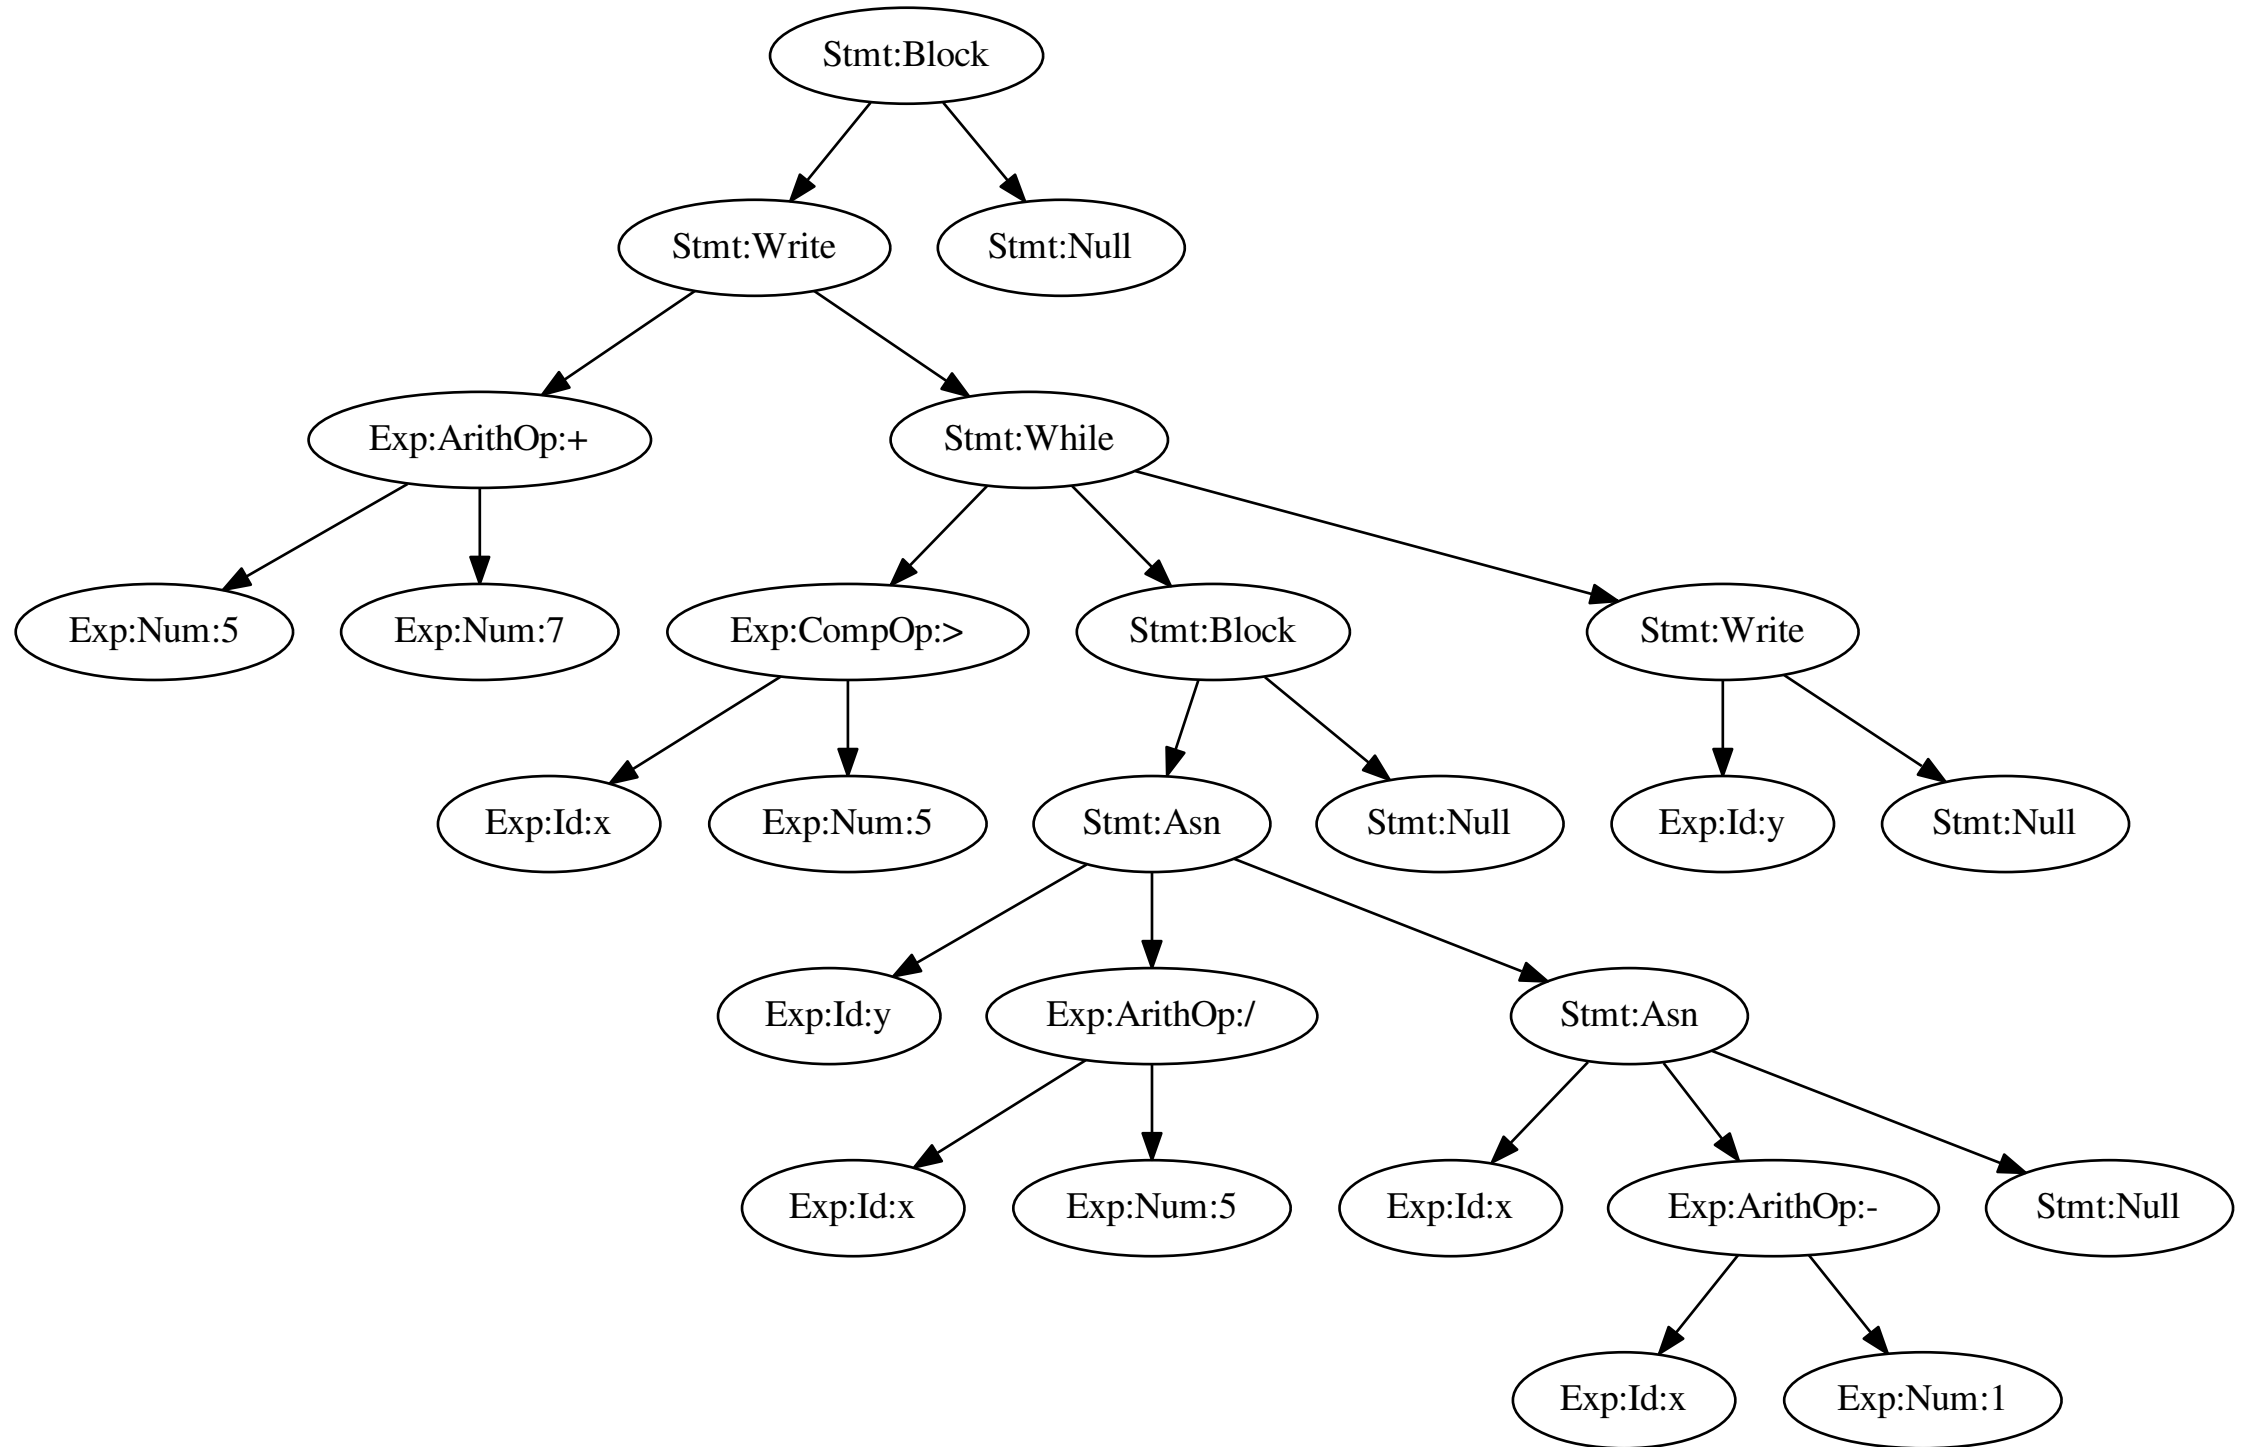 Stmt:Block
Stmt:Write
Stmt:Null
Exp:ArithOp:+
Stmt:While
Exp:Num:5
Exp:Num:7
Exp:CompOp:>
Stmt:Block
Stmt:Write
Exp:Id:x
Exp:Num:5
Stmt:Asn
Stmt:Null
Exp:Id:y
Stmt:Null
Exp:Id:y
Exp:ArithOp:/
Stmt:Asn
Exp:Id:x
Exp:Num:5
Exp:Id:x
Exp:ArithOp:-
Stmt:Null
Exp:Id:x
Exp:Num:1